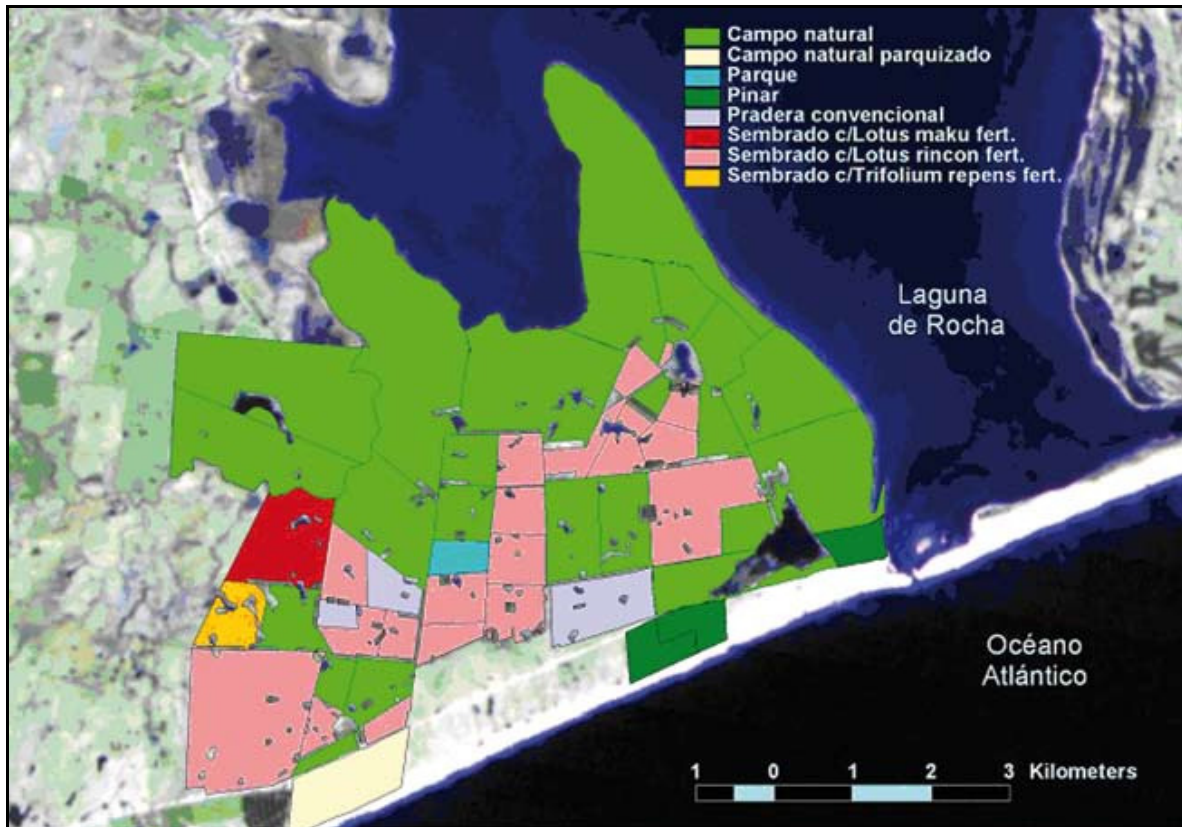 Campo natural
Campo natural parquizado
Parque
Pinar
Pradera convencional
Sembrado c/Lotus maku fert.
Sembrado c/Lotus rincon fert.
Sembrado c/Trifolium repens fert.
Laguna
de Rocha
Océano
Atlántico
1 0 1 2 3 Kilometers